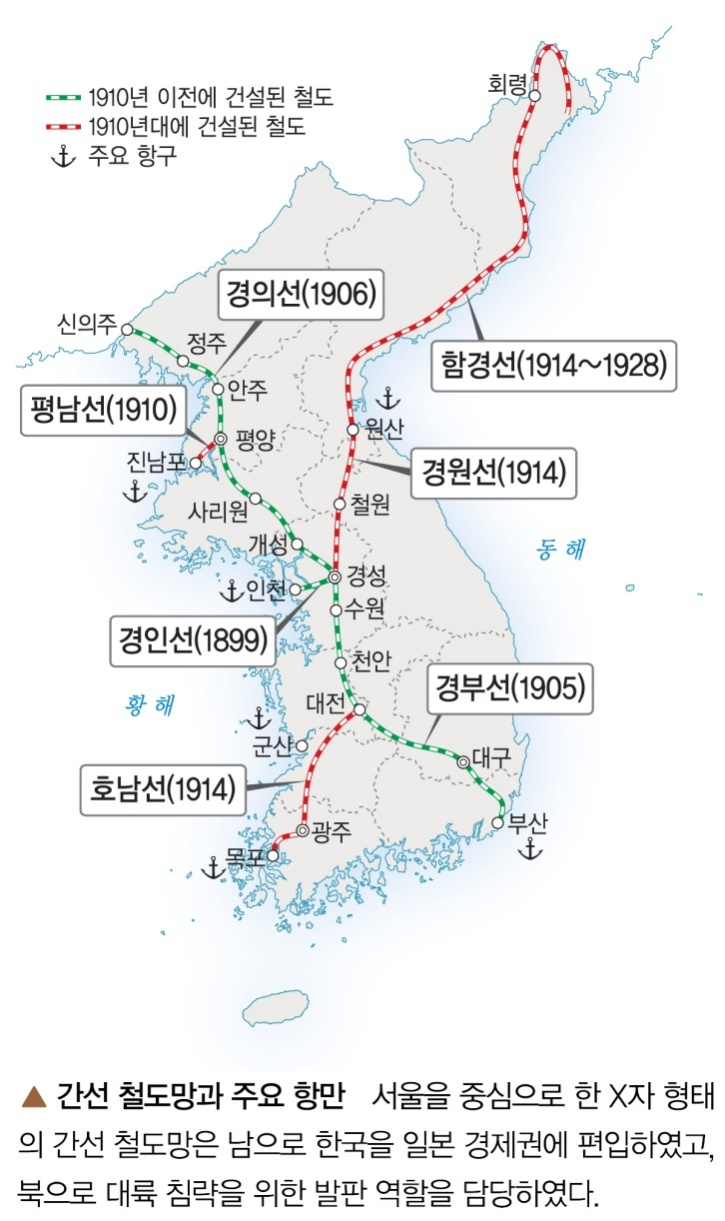 1910년 이전에 건설된 철도
1910년대에 건설된 철도
주요 항구
회령
경의선(1906)
신의주
정주
함경선(1914~1928)
안주
평남선(1910)
원산
평양
진남포
경원선(1914)
철원
사리원
개성
동해
경성
인천
수원
경인선(1899)
천안
경부선(1905)
대전
황해
군산
대구
호남선(1914)
부산
광주
목포
▲ 간선 철도망과 주요 항만 서울을 중심으로 한 X자 형태
의 간선 철도망은 남으로 한국을 일본 경제권에 편입하였고,
북으로 대륙 침략을 위한 발판 역할을 담당하였다.